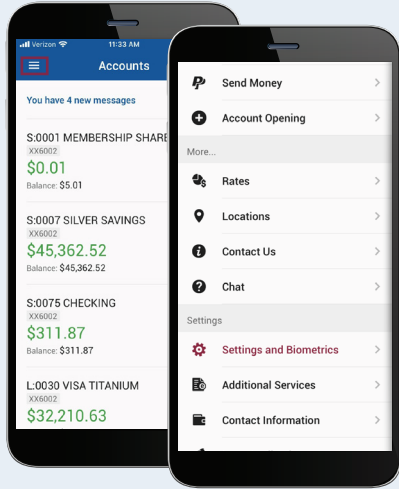 Verizon 11:33 AM
Accounts
You have 4 new messages
S:0001 MEMBERSHIP SHARE
XX6002
$0.01
Balance: $5.01
S:0007 SILVER SAVINGS
XX6002
$45,362.52
Balance: $45,362.52
S:0075 CHECKING
XX6002
$311.87
Balance: $311.87
L:0030 VISA TITANIUM
XX6002
$32,210.63
Send Money
Account Opening
More...
Rates
Locations
Contact Us
Chat
Settings
Settings and Biometrics
Additional Services
Contact Information